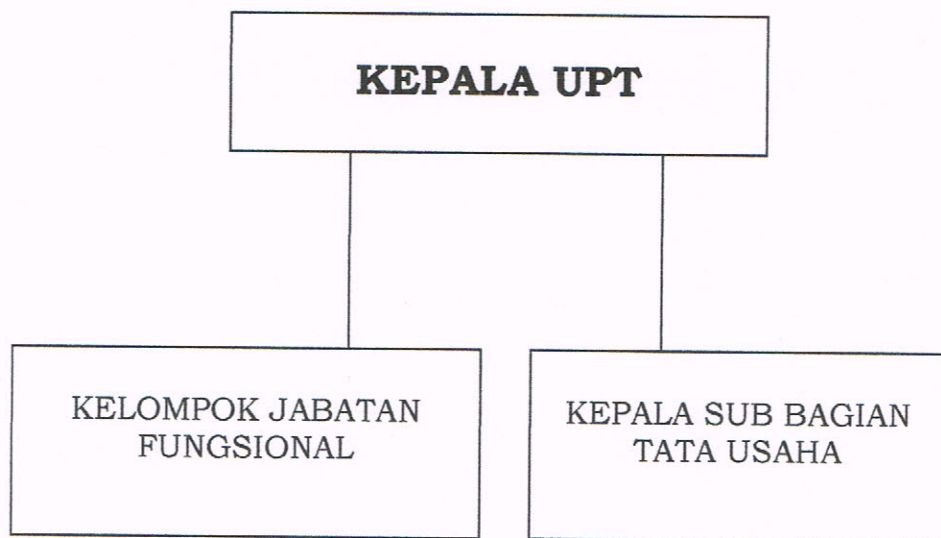 KEPALA UPT
KELOMPOK JABATAN
FUNGSIONAL
KEPALA SUB BAGIAN
TATA USAHA